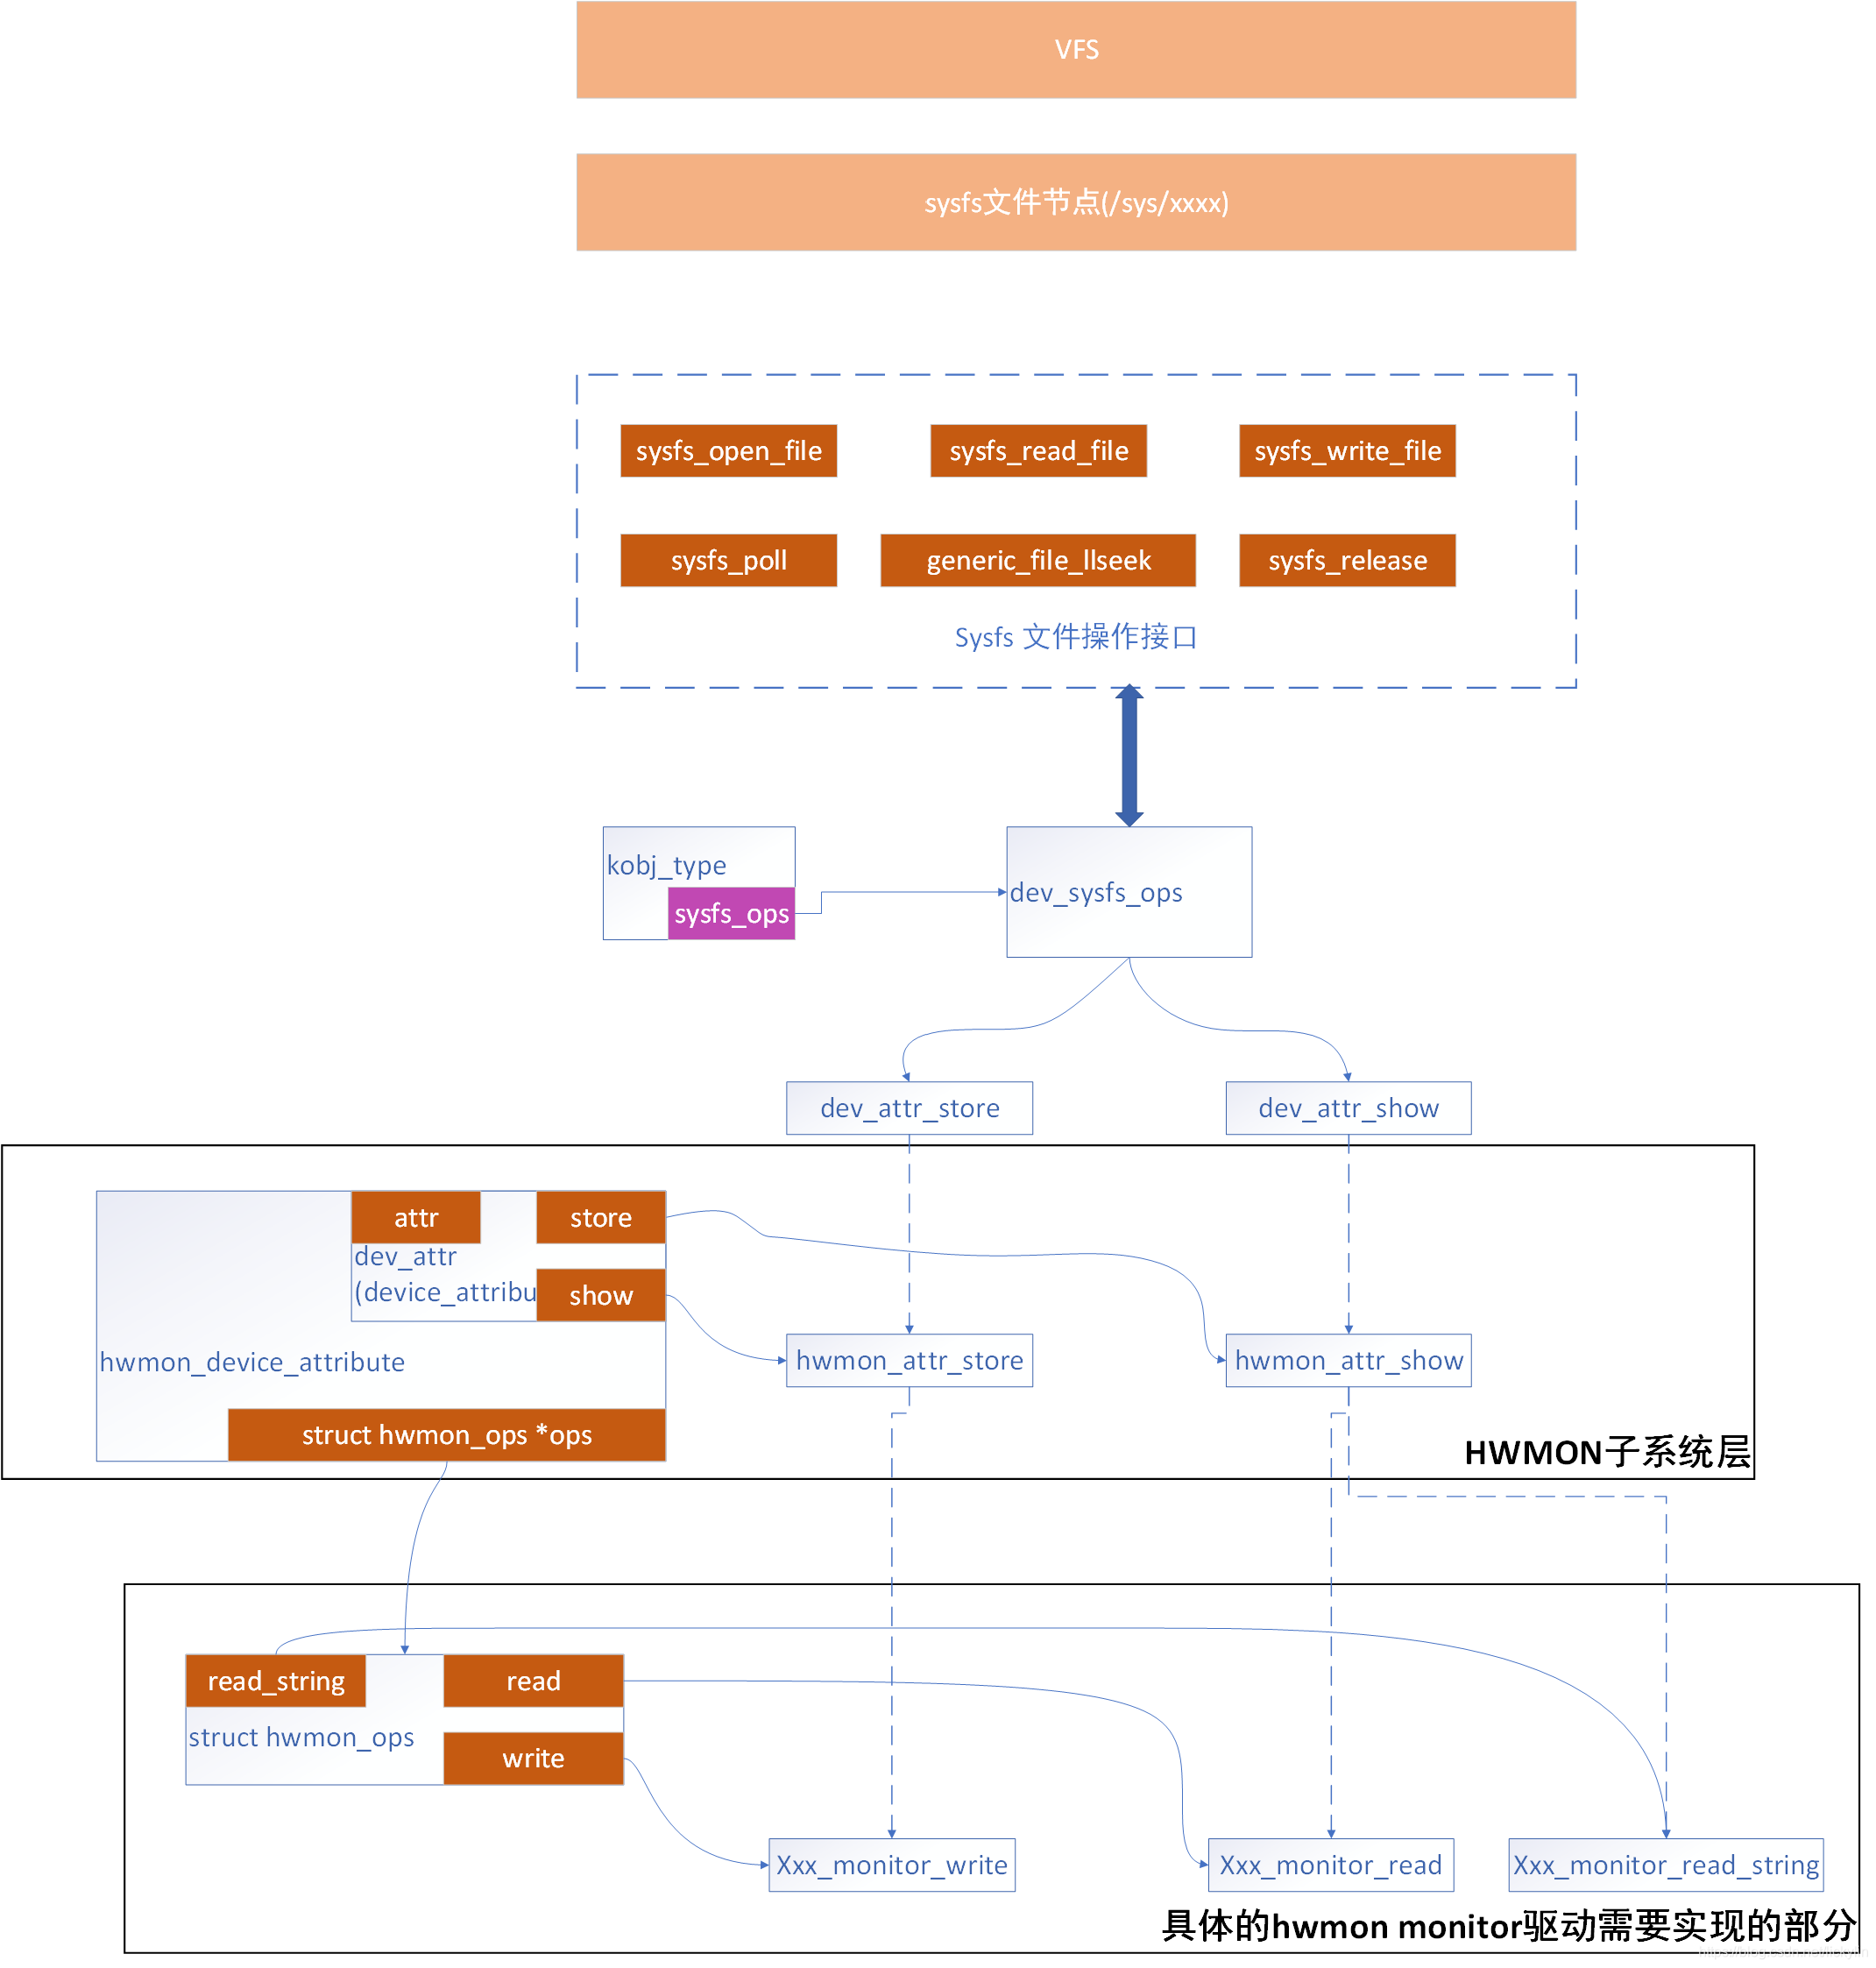 VFS
sysfs文件节点(/sys/xxxx)
sysfs_open_file
sysfs_read_file
sysfs_write_file
sysfs_poll
generic_file_llseek
sysfs_release
Sysfs 文件操作接口
kobj_type
sysfs_ops
dev_sysfs_ops
dev_attr_store
dev_attr_show
attr
store
dev_attr
(device_attribu
show
hwmon_device_attribute
hwmon_attr_store
hwmon_attr_show
struct hwmon_ops *ops
HWMON子系统层
read_string
read
struct hwmon_ops
write
Xxx_monitor_write
Xxx_monitor_read
Xxx_monitor_read_string
具体的hwmon monitor驱动需要实现的部分